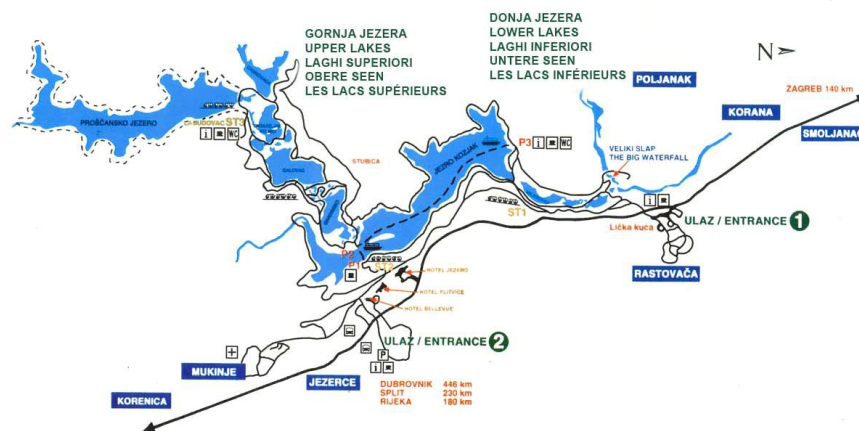 GORNJA JEZERA
UPPER LAKES
LAGHI SUPERIORI
OBERE SEEN
LES LACS SUPÉRIEURS
DONJA JEZERA
LOWER LAKES
LAGHI INFERIORI
UNTERE SEEN
LES LACS INFÉRIEURS
N
POLJANAK
ZAGREB 140 km
KORANA
SMOLJANAC
PROŠĆANSKO JEZERO
ST3
i WC
STUBICA
JEZRO KOZJAK
P3 i WC
VELIKI SLAP
THE BIG WATERFALL
ST1
i
ULAZ / ENTRANCE 1
Lička kuća
RASTOVAČA
P2
P1
ST2
HOTEL JEZERO
HOTEL PLITVICE
HOTEL BELLEVUE
ULAZ / ENTRANCE 2
P
i
MUKINJE
JEZERCE
KORENICA
DUBROVNIK 446 km
SPLIT 230 km
RIJEKA 180 km